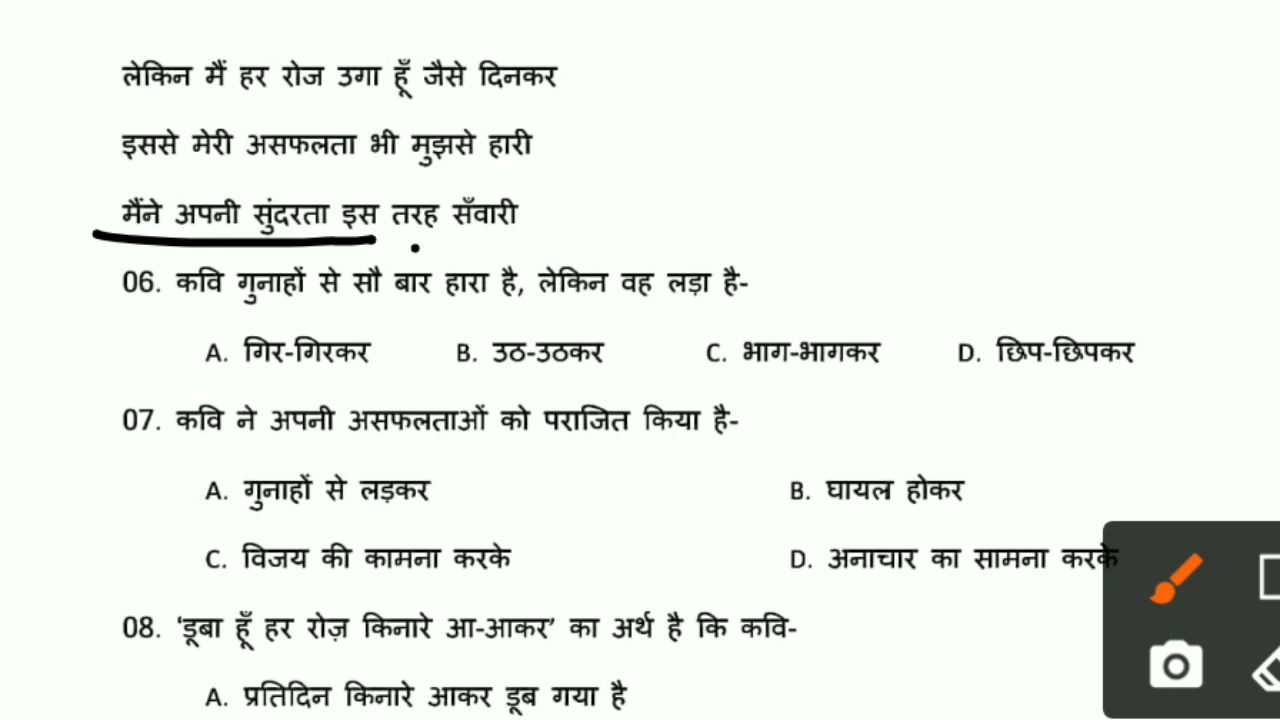 लेकिन मैं हर रोज उगा हूँ जैसे दिनकर
इससे मेरी असफलता भी मुझसे हारी
मैंने अपनी सुंदरता इस तरह सँवारी
06. कवि गुनाहों से सौ बार हारा है, लेकिन वह लड़ा है-
A. गिर-गिरकर B. उठ-उठकर C. भाग-भागकर D. छिप-छिपकर
07. कवि ने अपनी असफलताओं को पराजित किया है-
A. गुनाहों से लड़कर B. घायल होकर
C. विजय की कामना करके D. अनाचार का सामना करके
08. 'डूबा हूँ हर रोज़ किनारे आ-आकर' का अर्थ है कि कवि-
A. प्रतिदिन किनारे आकर डूब गया है